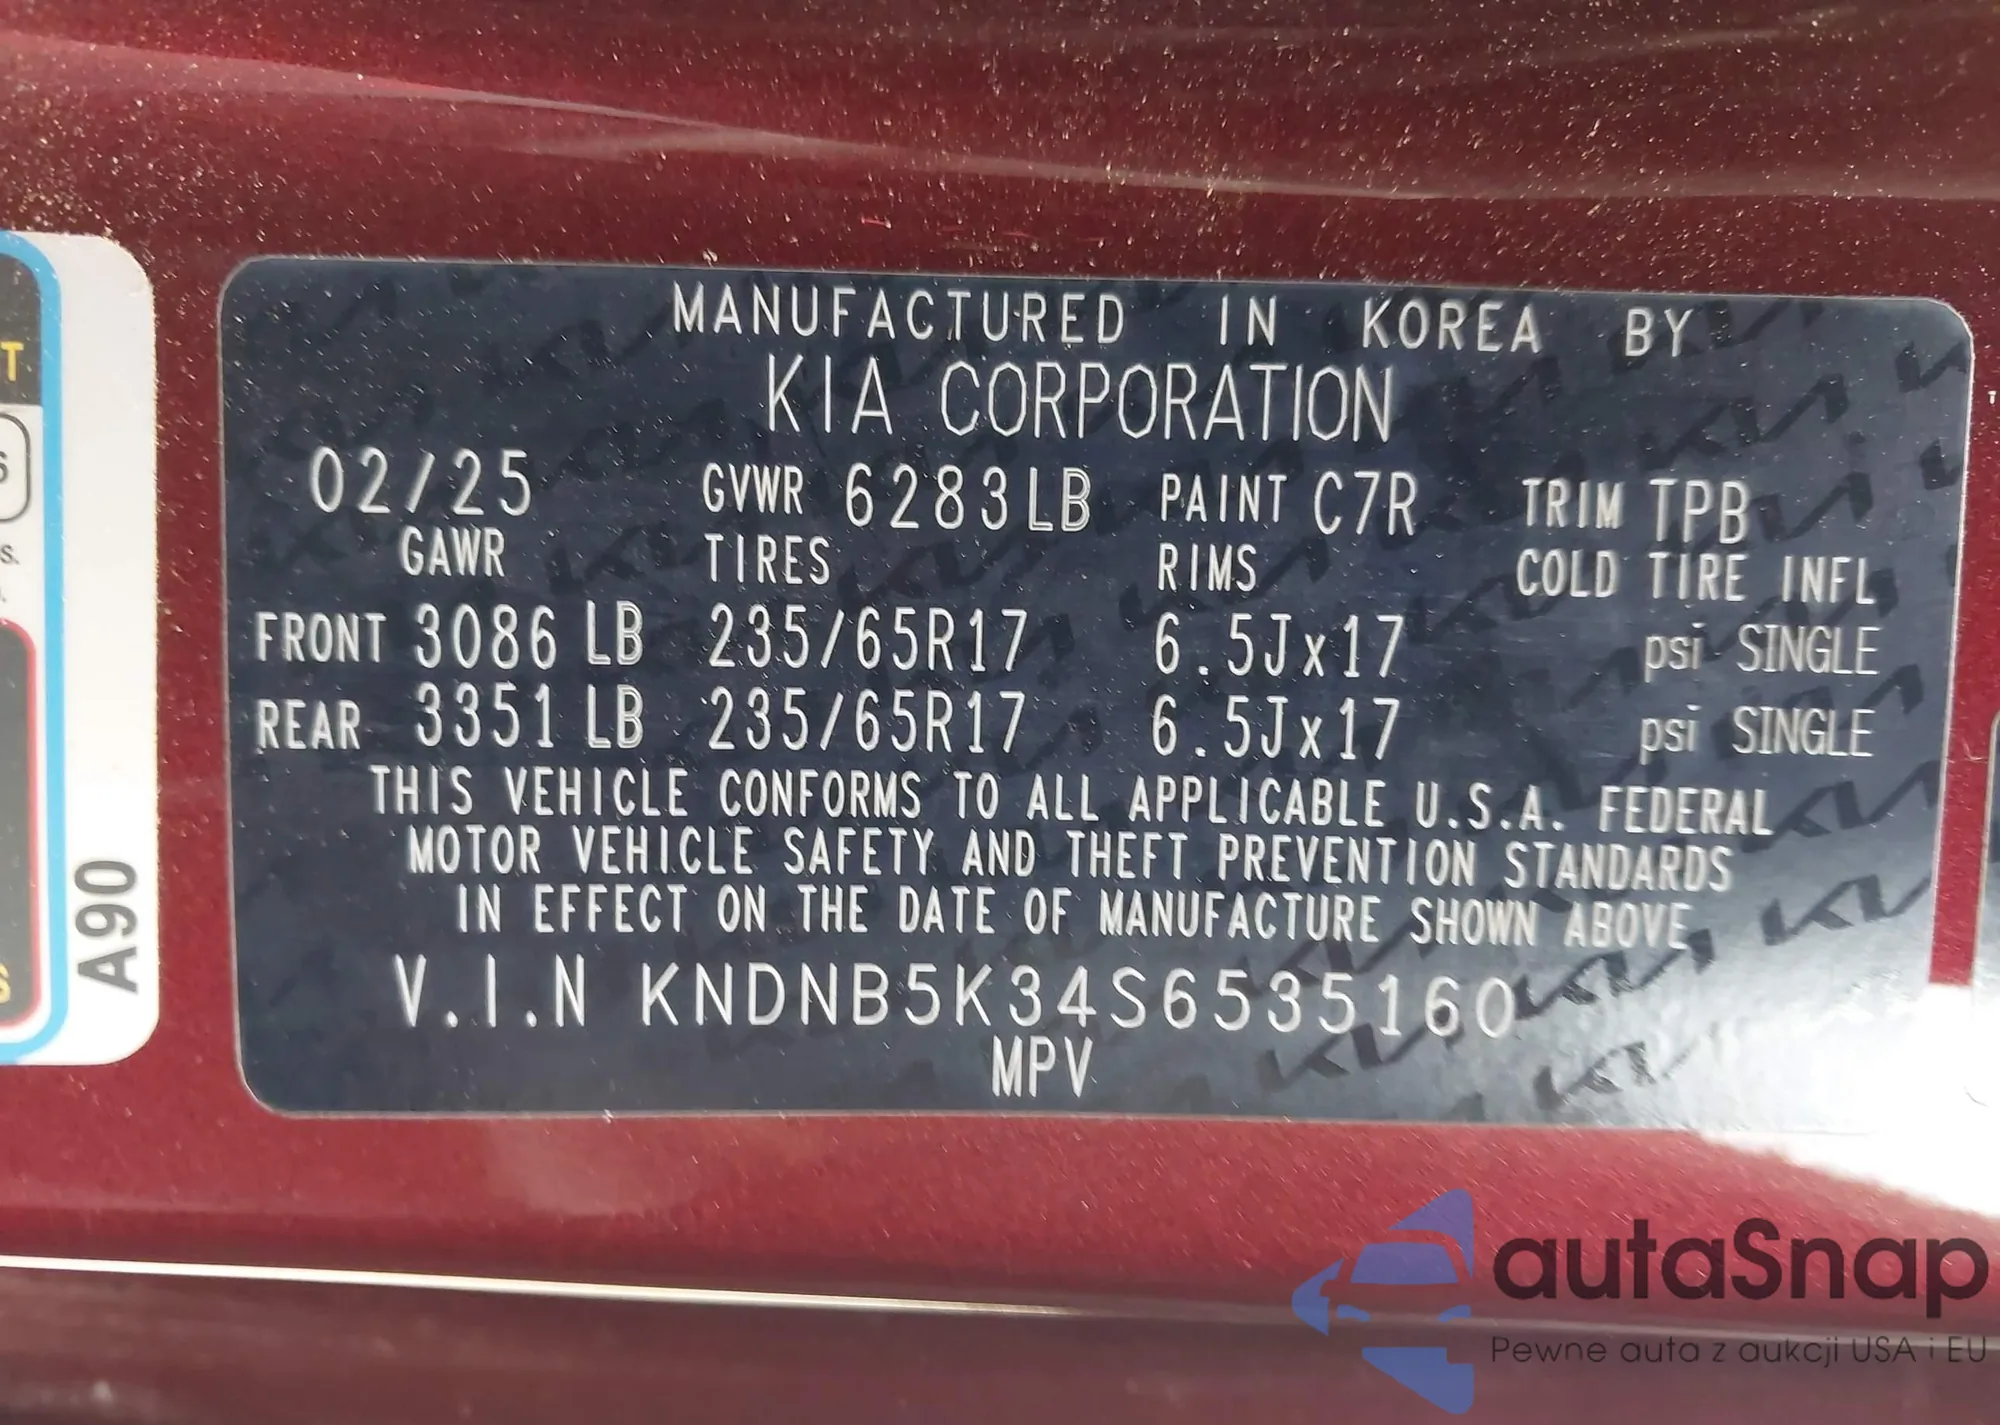 MANUFACTURED IN KOREA BY
KIA CORPORATION
02/25 GVWR 6283LB PAINT C7R TRIM TPB
GAWR TIRES RIMS COLD TIRE INFL
FRONT 3086 LB 235/65R17 6.5Jx17 psi SINGLE
REAR 3351 LB 235/65R17 6.5Jx17 psi SINGLE
THIS VEHICLE CONFORMS TO ALL APPLICABLE U.S.A. FEDERAL
MOTOR VEHICLE SAFETY AND THEFT PREVENTION STANDARDS
IN EFFECT ON THE DATE OF MANUFACTURE SHOWN ABOVE
V.I.N KNDNB5K34S6535160
MPV
A90
autaSnap
Pewne auta z aukcji USA i EU